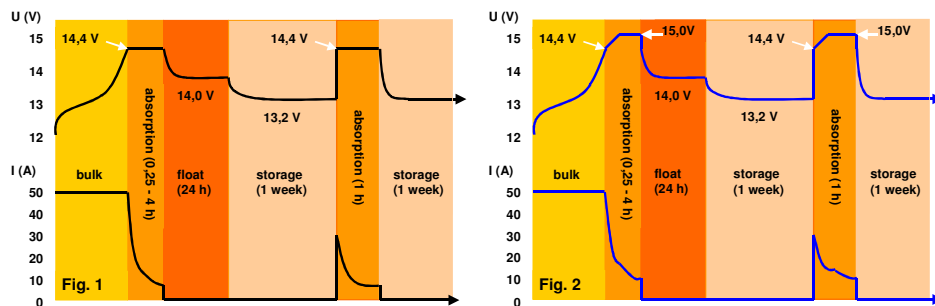 U (V)
15
14
13
12
I (A)
50
40
30
20
10
0
14,4 V
14,0 V
13,2 V
14,4 V
bulk
absorption (0,25 - 4 h)
float
(24 h)
storage
(1 week)
absorption (1 h)
storage
(1 week)
Fig. 1
U (V)
15
14
13
12
I (A)
50
40
30
20
10
0
14,4 V
15,0V
14,0 V
13,2 V
14,4 V
15,0V
bulk
absorption (0,25 - 4 h)
float
(24 h)
storage
(1 week)
absorption (1 h)
storage
(1 week)
Fig. 2